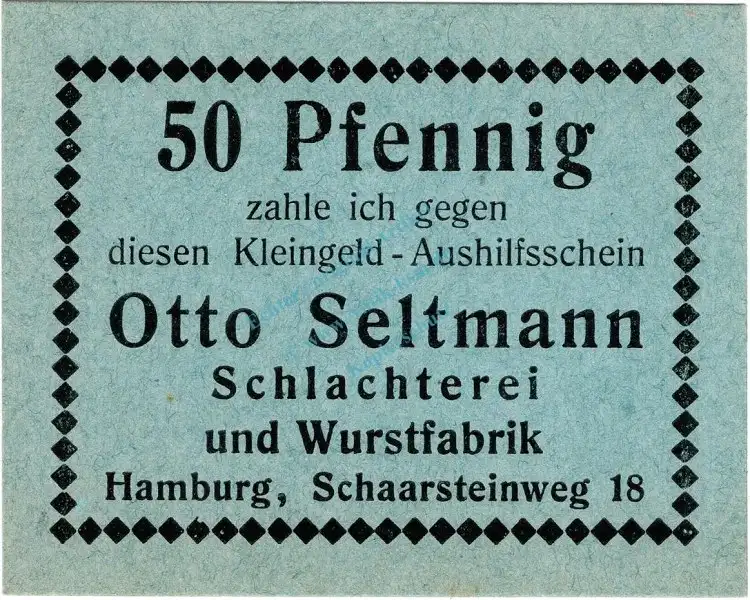 50 Pfennig
zahle ich gegen
diesen Kleingeld-Aushilfsschein
Otto Seltmann
Schlachterei
und Wurstfabrik
Hamburg, Schaarsteinweg 18